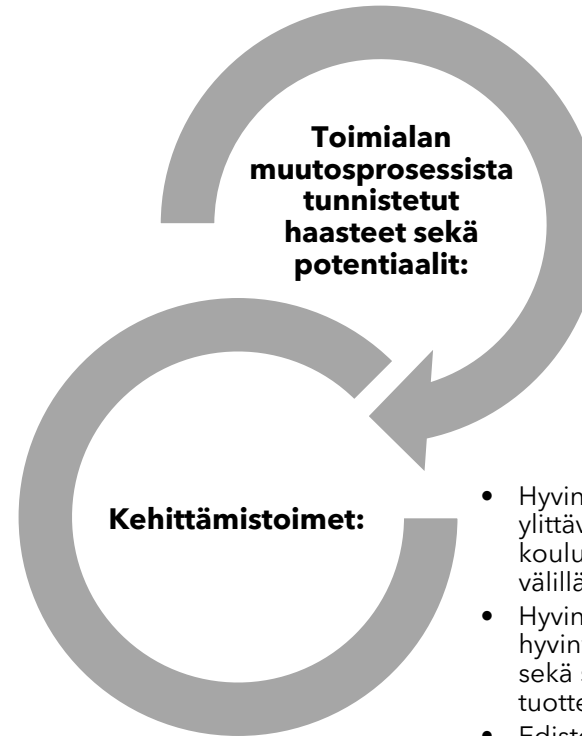 Toimialan
muutosprosessista
tunnistetut
haasteet sekä
potentiaalit:
Kehittämistoimet:
• Hyvin
ylittäv
koulu
välillä
• Hyvin
hyvin
sekä
tuotte